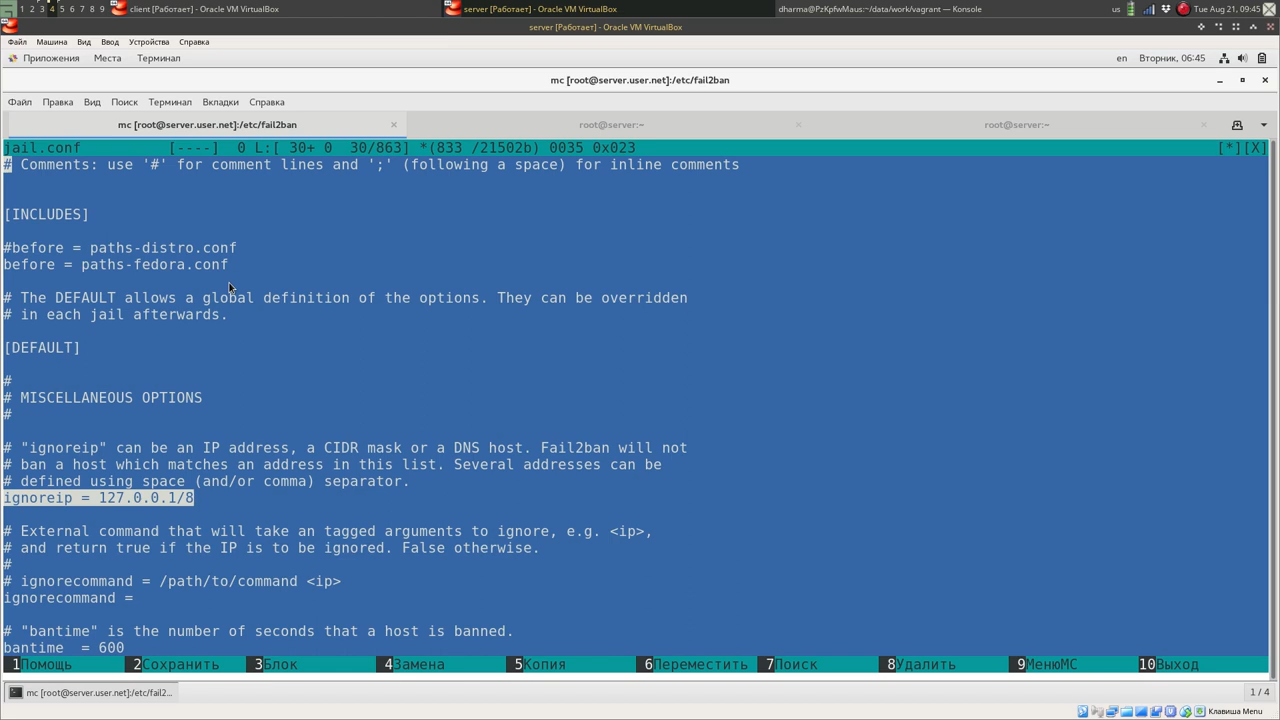 1 2 3 4 5 6 7 8 9
client [Работает] - Oracle VM VirtualBox
server [Работает] - Oracle VM VirtualBox
dharma@PzKpfwMaus:~/data/work/vagrant — Konsole
us
Tue Aug 21, 09:45
server [Работает] - Oracle VM VirtualBox
Файл Машина Вид Ввод Устройства Справка
Приложения Места Терминал
en Вторник, 06:45
mc [root@server.user.net]:/etc/fail2ban
Файл Правка Вид Поиск Терминал Вкладки Справка
mc [root@server.user.net]:/etc/fail2ban × root@server:~ × root@server:~ ×
jail.conf [----] 0 L:[ 30+ 0 30/863] *(833 /21502b) 0035 0x023 [*][X]
# Comments: use '#' for comment lines and ';' (following a space) for inline comments
[INCLUDES]
#before = paths-distro.conf
before = paths-fedora.conf
# The DEFAULT allows a global definition of the options. They can be overridden
# in each jail afterwards.
[DEFAULT]
#
# MISCELLANEOUS OPTIONS
#
# "ignoreip" can be an IP address, a CIDR mask or a DNS host. Fail2ban will not
# ban a host which matches an address in this list. Several addresses can be
# defined using space (and/or comma) separator.
ignoreip = 127.0.0.1/8
# External command that will take an tagged arguments to ignore, e.g. <ip>,
# and return true if the IP is to be ignored. False otherwise.
#
# ignorecommand = /path/to/command <ip>
ignorecommand =
# "bantime" is the number of seconds that a host is banned.
bantime  = 600
1Помощь 2Сохранить 3Блок 4Замена 5Копия 6Переместить 7Поиск 8Удалить 9МенюMC 10Выход
mc [root@server.user.net]:/etc/fail2...
1 / 4
Клавиша Menu